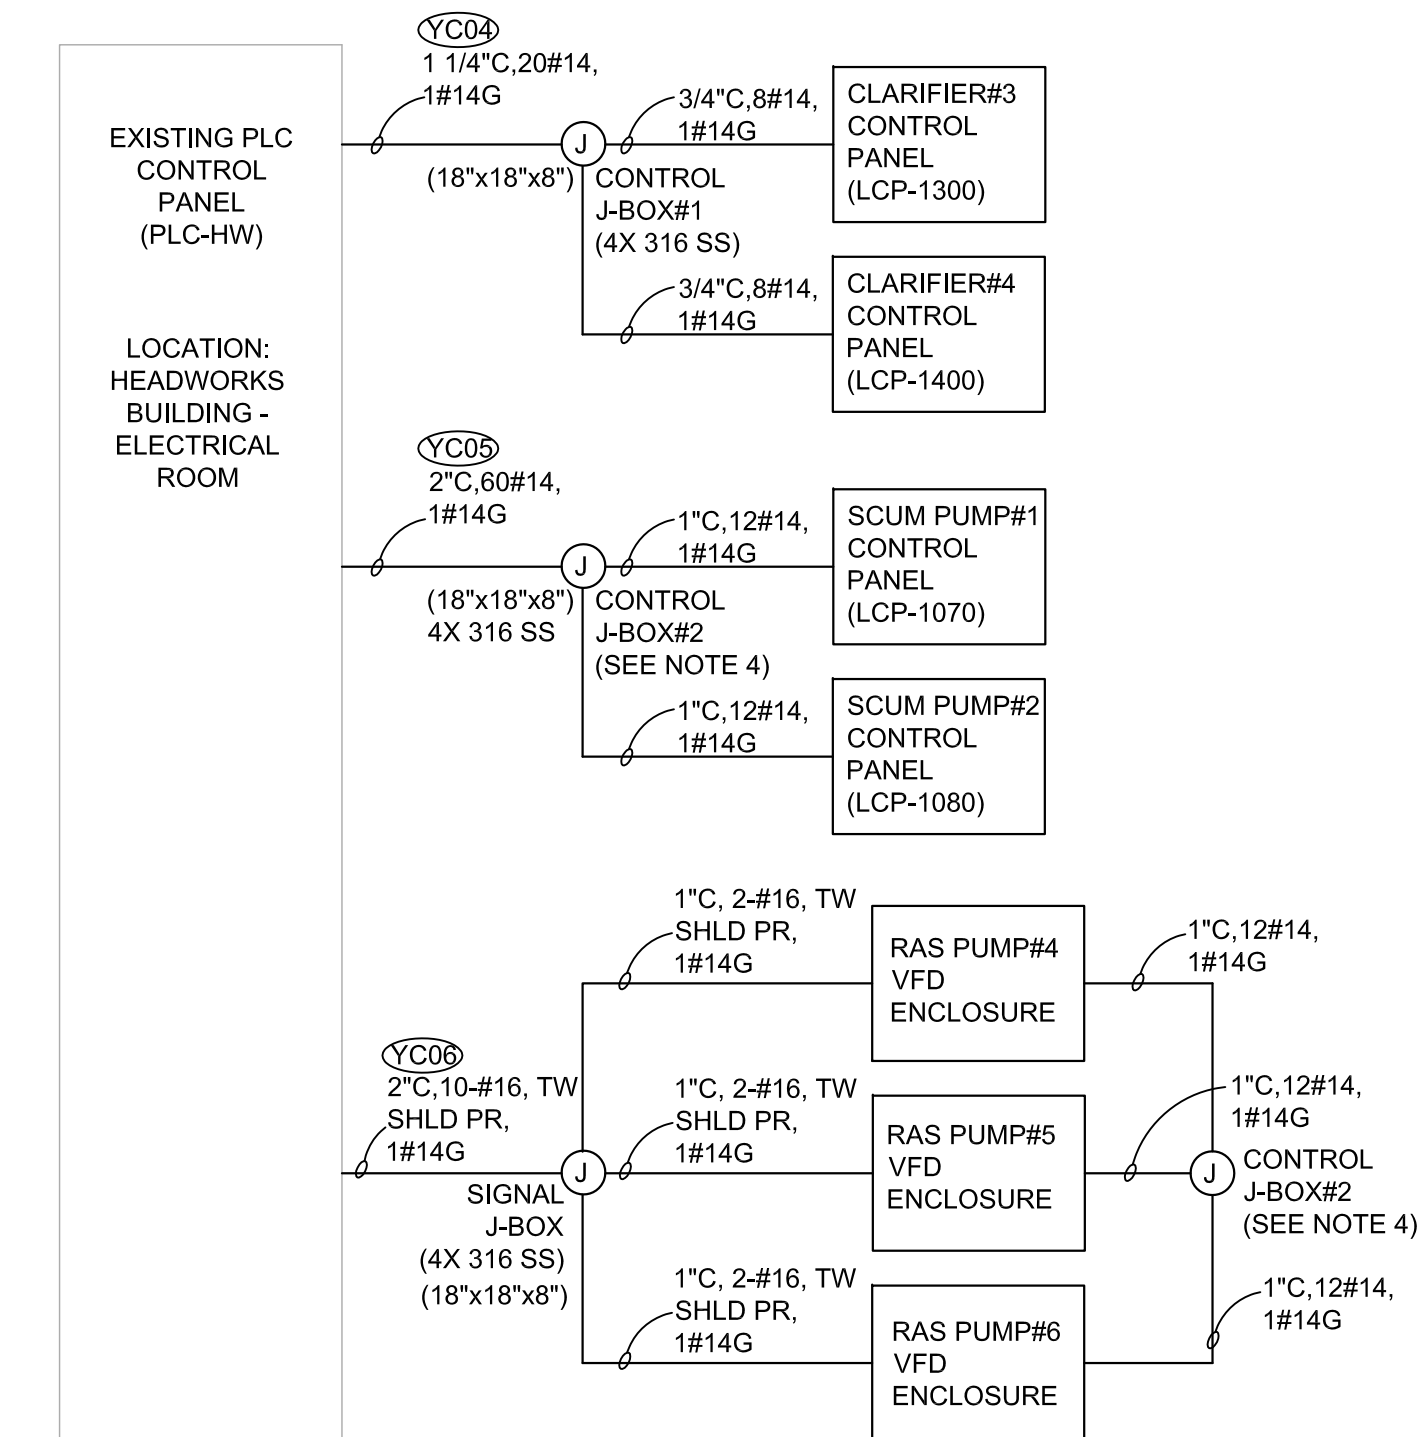 EXISTING PLC
CONTROL
PANEL
(PLC-HW)
LOCATION:
HEADWORKS
BUILDING -
ELECTRICAL
ROOM
YC04
1 1/4"C,20#14,
1#14G
J
(18"x18"x8")
CONTROL
J-BOX#1
(4X 316 SS)
3/4"C,8#14,
1#14G
CLARIFIER#3
CONTROL
PANEL
(LCP-1300)
3/4"C,8#14,
1#14G
CLARIFIER#4
CONTROL
PANEL
(LCP-1400)
YC05
2"C,60#14,
1#14G
J
(18"x18"x8")
4X 316 SS
CONTROL
J-BOX#2
(SEE NOTE 4)
1"C,12#14,
1#14G
SCUM PUMP#1
CONTROL
PANEL
(LCP-1070)
1"C,12#14,
1#14G
SCUM PUMP#2
CONTROL
PANEL
(LCP-1080)
YC06
2"C,10-#16, TW
SHLD PR,
1#14G
J
SIGNAL
J-BOX
(4X 316 SS)
(18"x18"x8")
1"C, 2-#16, TW
SHLD PR,
1#14G
RAS PUMP#4
VFD
ENCLOSURE
1"C,12#14,
1#14G
1"C, 2-#16, TW
SHLD PR,
1#14G
RAS PUMP#5
VFD
ENCLOSURE
1"C,12#14,
1#14G
J
CONTROL
J-BOX#2
(SEE NOTE 4)
1"C, 2-#16, TW
SHLD PR,
1#14G
RAS PUMP#6
VFD
ENCLOSURE
1"C,12#14,
1#14G